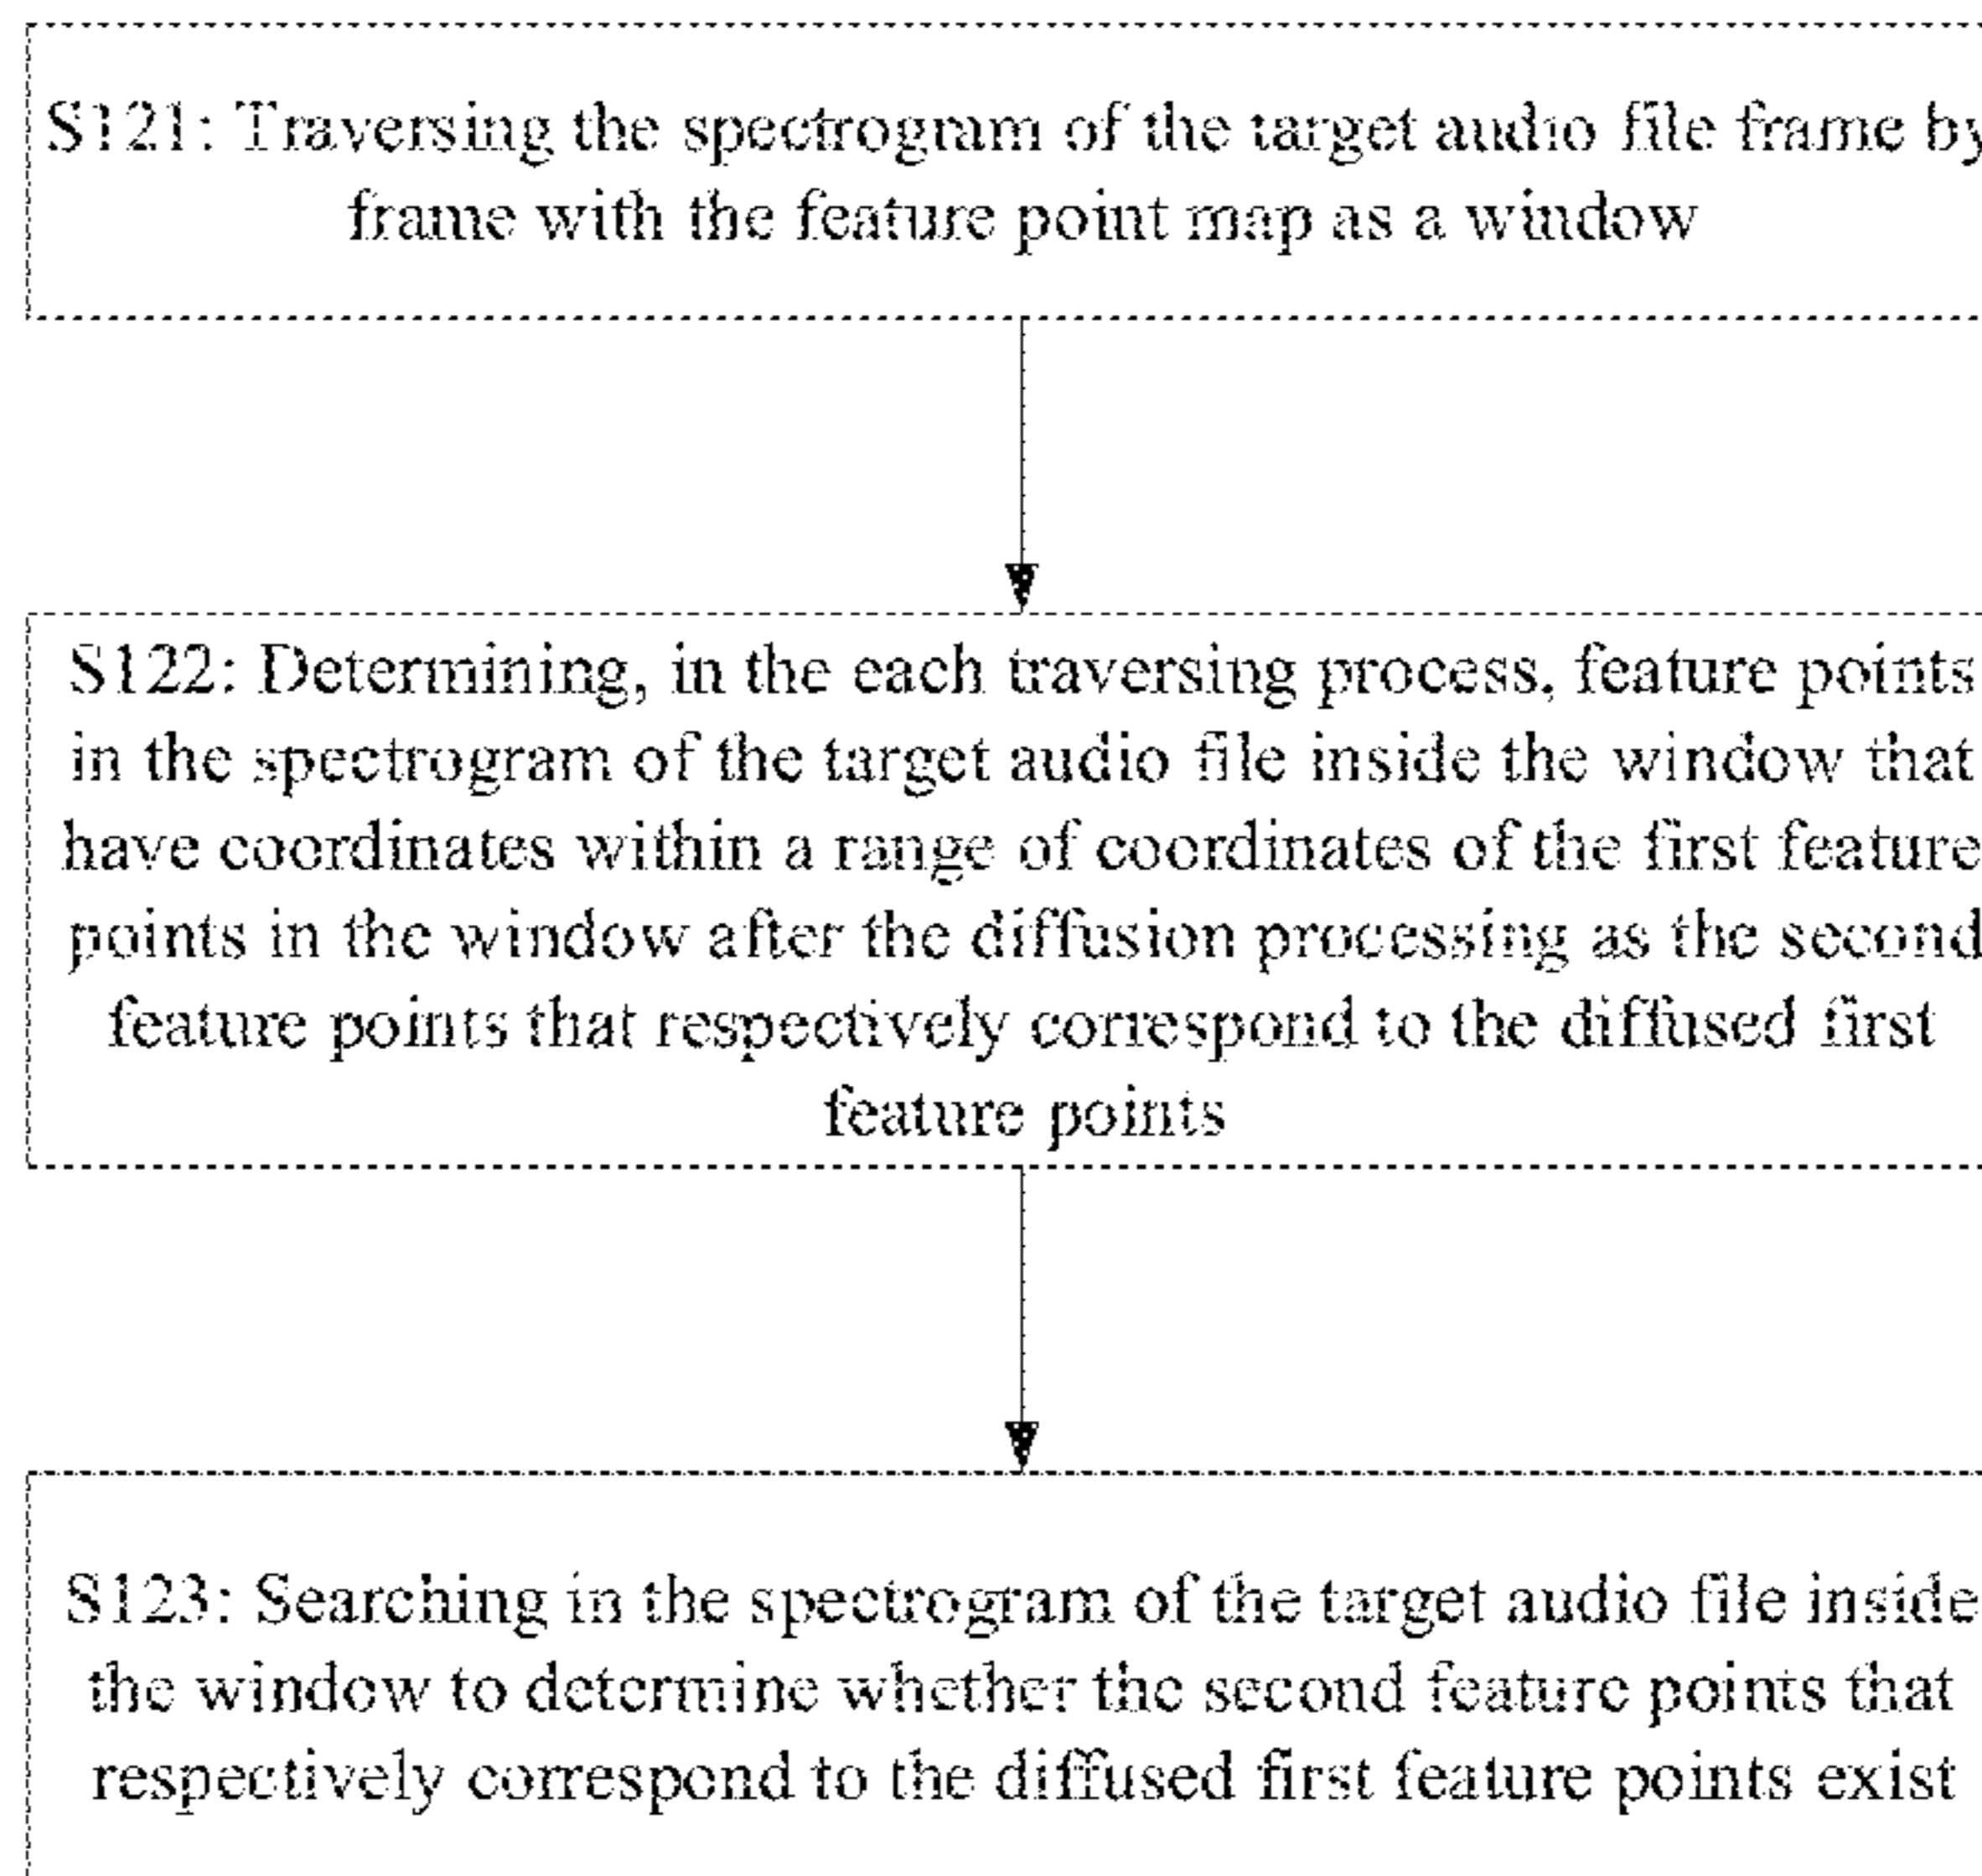 S121: Traversing the spectrogram of the target audio file frame by
frame with the feature point map as a window
S122: Determining, in the each traversing process, feature points
in the spectrogram of the target audio file inside the window that
have coordinates within a range of coordinates of the first feature
points in the window after the diffusion processing as the second
feature points that respectively correspond to the diffused first
feature points
S123: Searching in the spectrogram of the target audio file inside
the window to determine whether the second feature points that
respectively correspond to the diffused first feature points exist